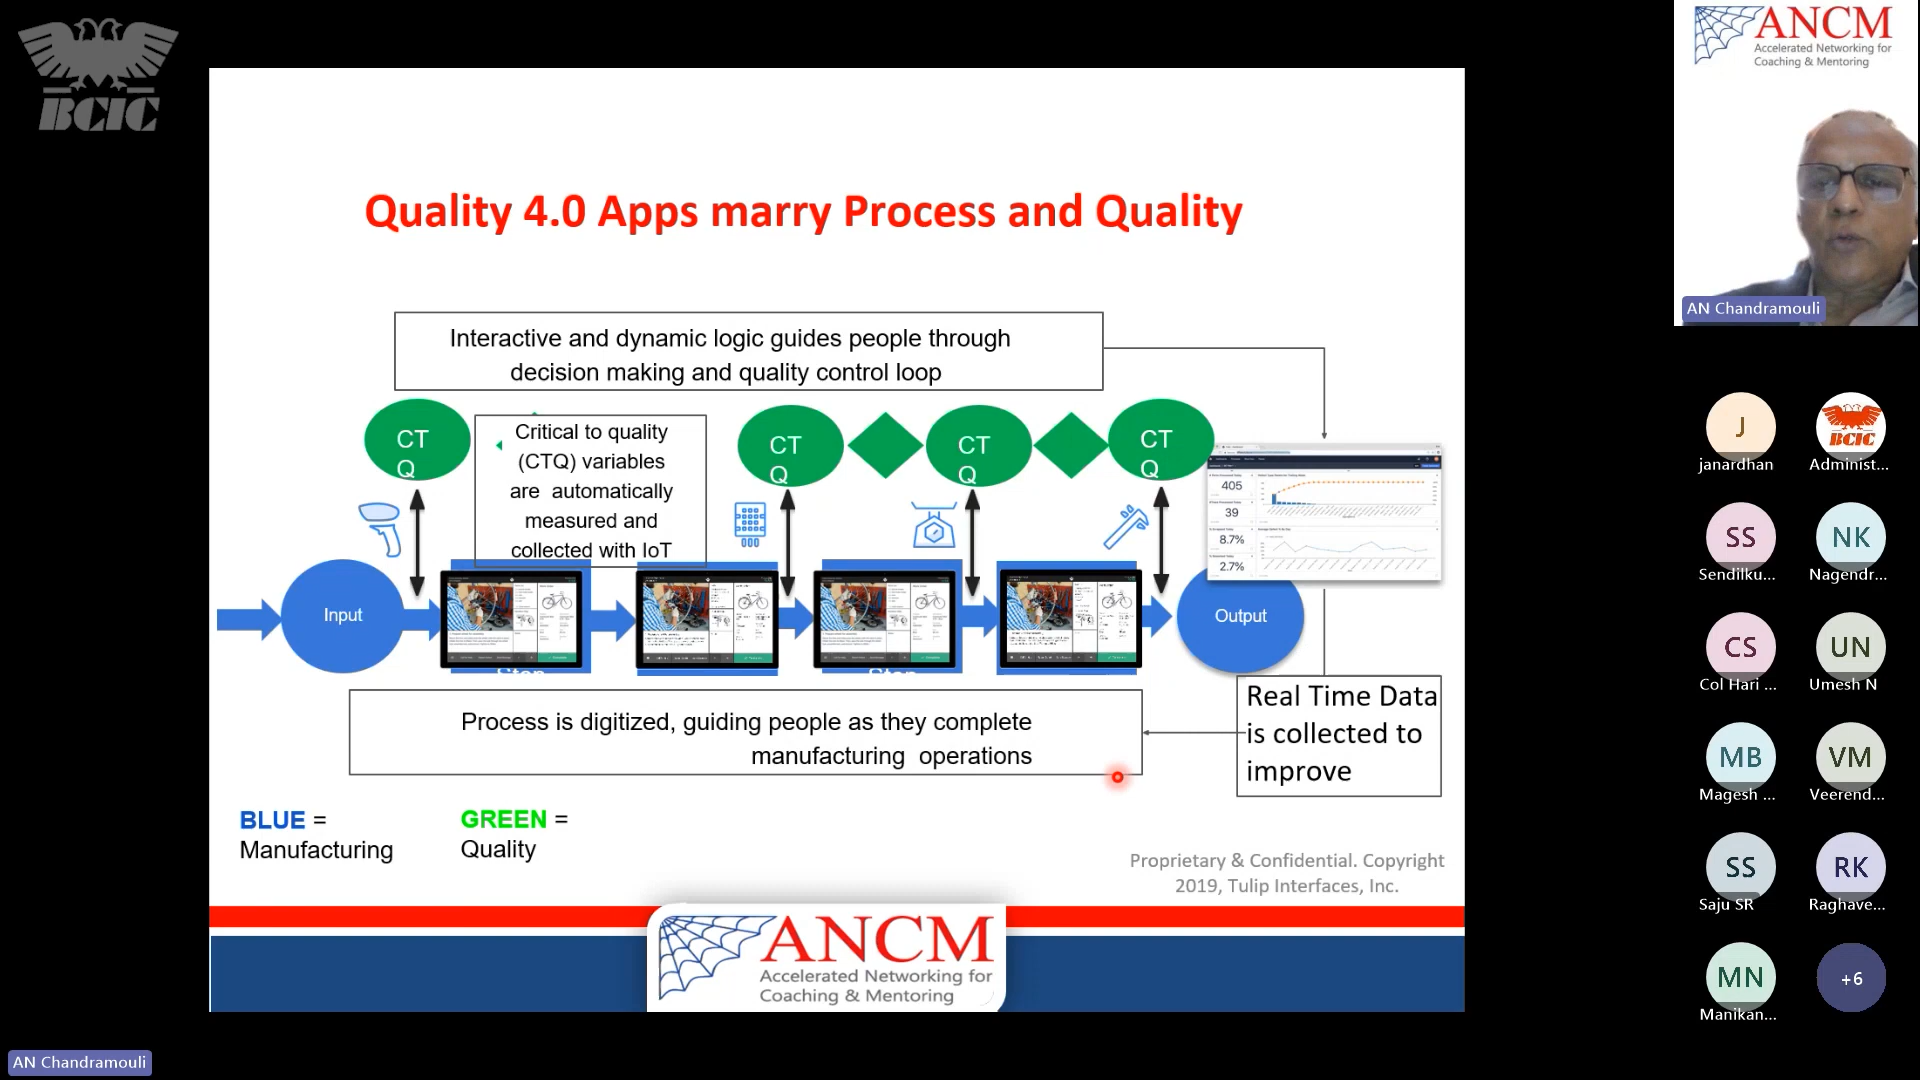 BCIC
Quality 4.0 Apps marry Process and Quality
Interactive and dynamic logic guides people through
decision making and quality control loop
CT
Q
Critical to quality
(CTQ) variables
are automatically
measured and
collected with IoT
CT
Q
CT
Q
CT
Q
405
39
8.7%
2.7%
Input
Output
Process is digitized, guiding people as they complete
manufacturing operations
Real Time Data
is collected to
improve
BLUE =
Manufacturing
GREEN =
Quality
Proprietary & Confidential. Copyright
2019, Tulip Interfaces, Inc.
ANCM
Accelerated Networking for
Coaching & Mentoring
AN Chandramouli
ANCM
Accelerated Networking for
Coaching & Mentoring
AN Chandramouli
J
janardhan
BCIC
Administ...
SS
Sendilku...
NK
Nagendr...
CS
Col Hari ...
UN
Umesh N
MB
Magesh ...
VM
Veerend...
SS
Saju SR
RK
Raghave...
MN
Manikan...
+6